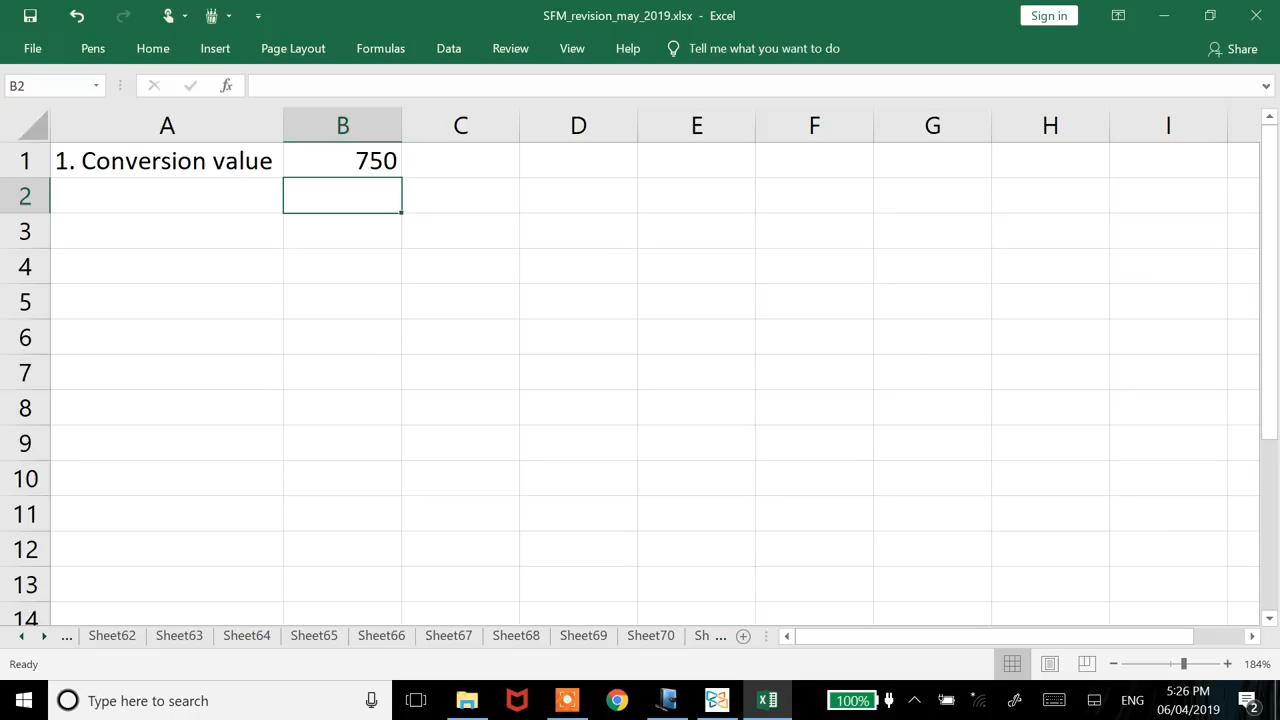 SFM_revision_may_2019.xlsx - Excel
Sign in
File Pens Home Insert Page Layout Formulas Data Review View Help Tell me what you want to do Share
B2 fx
A B C D E F G H I
1 1. Conversion value 750
2
3
4
5
6
7
8
9
10
11
12
13
14
... Sheet62 Sheet63 Sheet64 Sheet65 Sheet66 Sheet67 Sheet68 Sheet69 Sheet70 Sh ...
Ready 184%
Type here to search 100% ENG 5:26 PM
06/04/2019 2